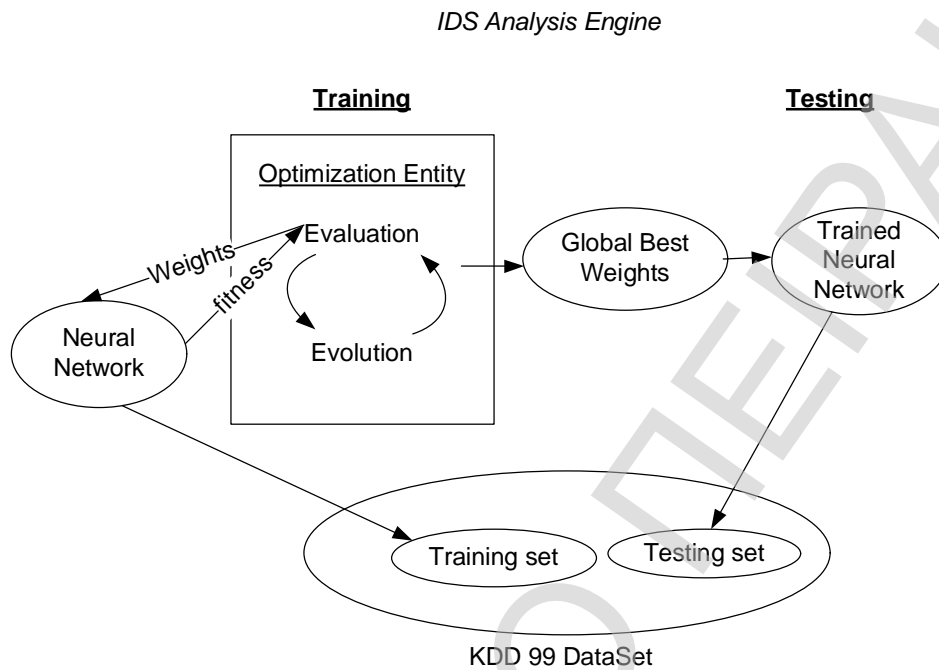 IDS Analysis Engine
Training
Testing
Optimization Entity
Evaluation
Evolution
Weights
fitness
Neural
Network
Global Best
Weights
Trained
Neural
Network
Training set
Testing set
KDD 99 DataSet